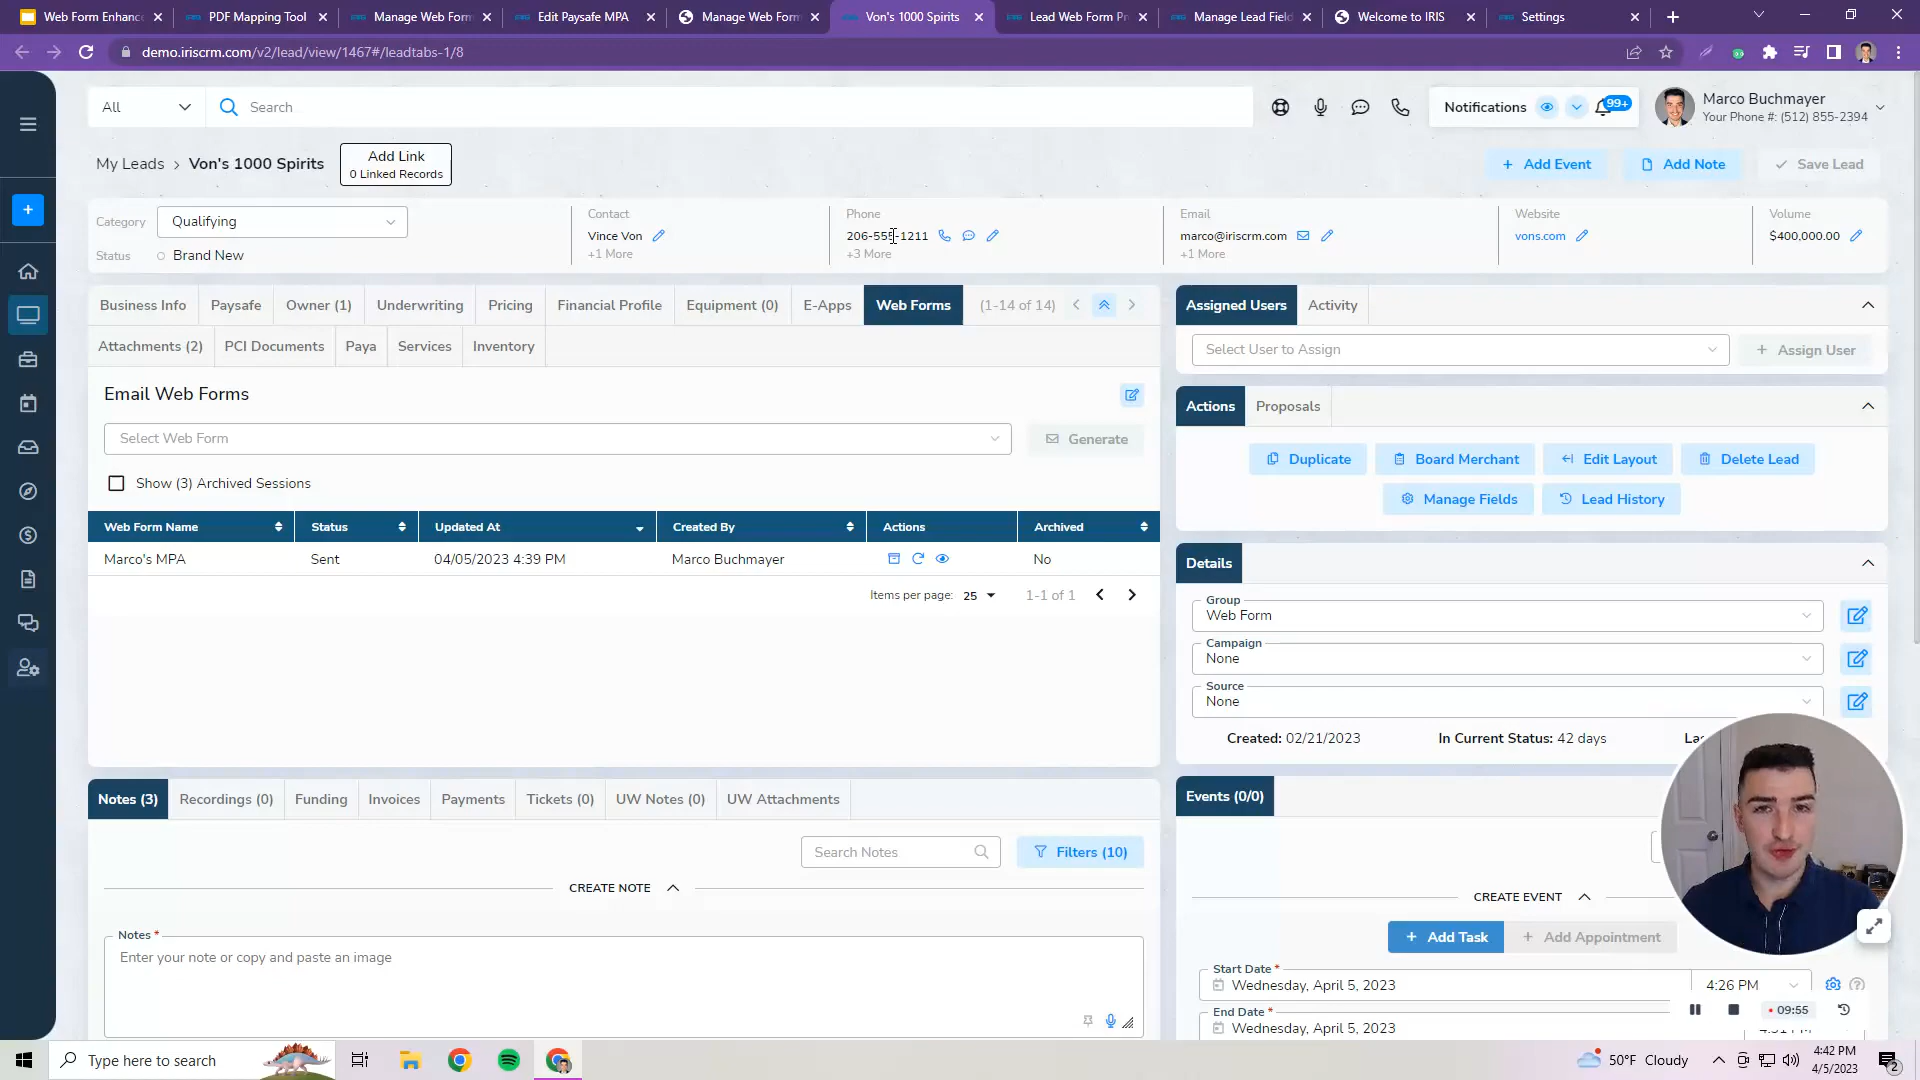 Web Form Enhanc
PDF Mapping Tool
Manage Web Form
Edit Paysafe MPA
Manage Web Form
Von's 1000 Spirits
Lead Web Form Pr
Manage Lead Field
Welcome to IRIS
Settings
demo.iriscrm.com/v2/lead/view/1467#/leadtabs-1/8
All
Search
Notifications
99+
Marco Buchmayer
Your Phone #: (512) 855-2394
My Leads > Von's 1000 Spirits
Add Link
0 Linked Records
+ Add Event
Add Note
Save Lead
Category
Qualifying
Status
Brand New
Contact
Vince Von
+1 More
Phone
206-555-1211
+3 More
Email
marco@iriscrm.com
+1 More
Website
vons.com
Volume
$400,000.00
Business Info
Paysafe
Owner (1)
Underwriting
Pricing
Financial Profile
Equipment (0)
E-Apps
Web Forms
(1-14 of 14)
Attachments (2)
PCI Documents
Paya
Services
Inventory
Email Web Forms
Select Web Form
Generate
Show (3) Archived Sessions
Web Form Name Status Updated At Created By Actions Archived
Marco's MPA Sent 04/05/2023 4:39 PM Marco Buchmayer No
Items per page: 25 1-1 of 1
Assigned Users
Activity
Select User to Assign
+ Assign User
Actions
Proposals
Duplicate
Board Merchant
Edit Layout
Delete Lead
Manage Fields
Lead History
Details
Group
Web Form
Campaign
None
Source
None
Created: 02/21/2023
In Current Status: 42 days
Notes (3)
Recordings (0)
Funding
Invoices
Payments
Tickets (0)
UW Notes (0)
UW Attachments
Search Notes
Filters (10)
CREATE NOTE
Notes *
Enter your note or copy and paste an image
Events (0/0)
CREATE EVENT
+ Add Task
+ Add Appointment
Start Date *
Wednesday, April 5, 2023
4:26 PM
End Date *
Wednesday, April 5, 2023
09:55
Type here to search
50°F Cloudy
4:42 PM
4/5/2023
2